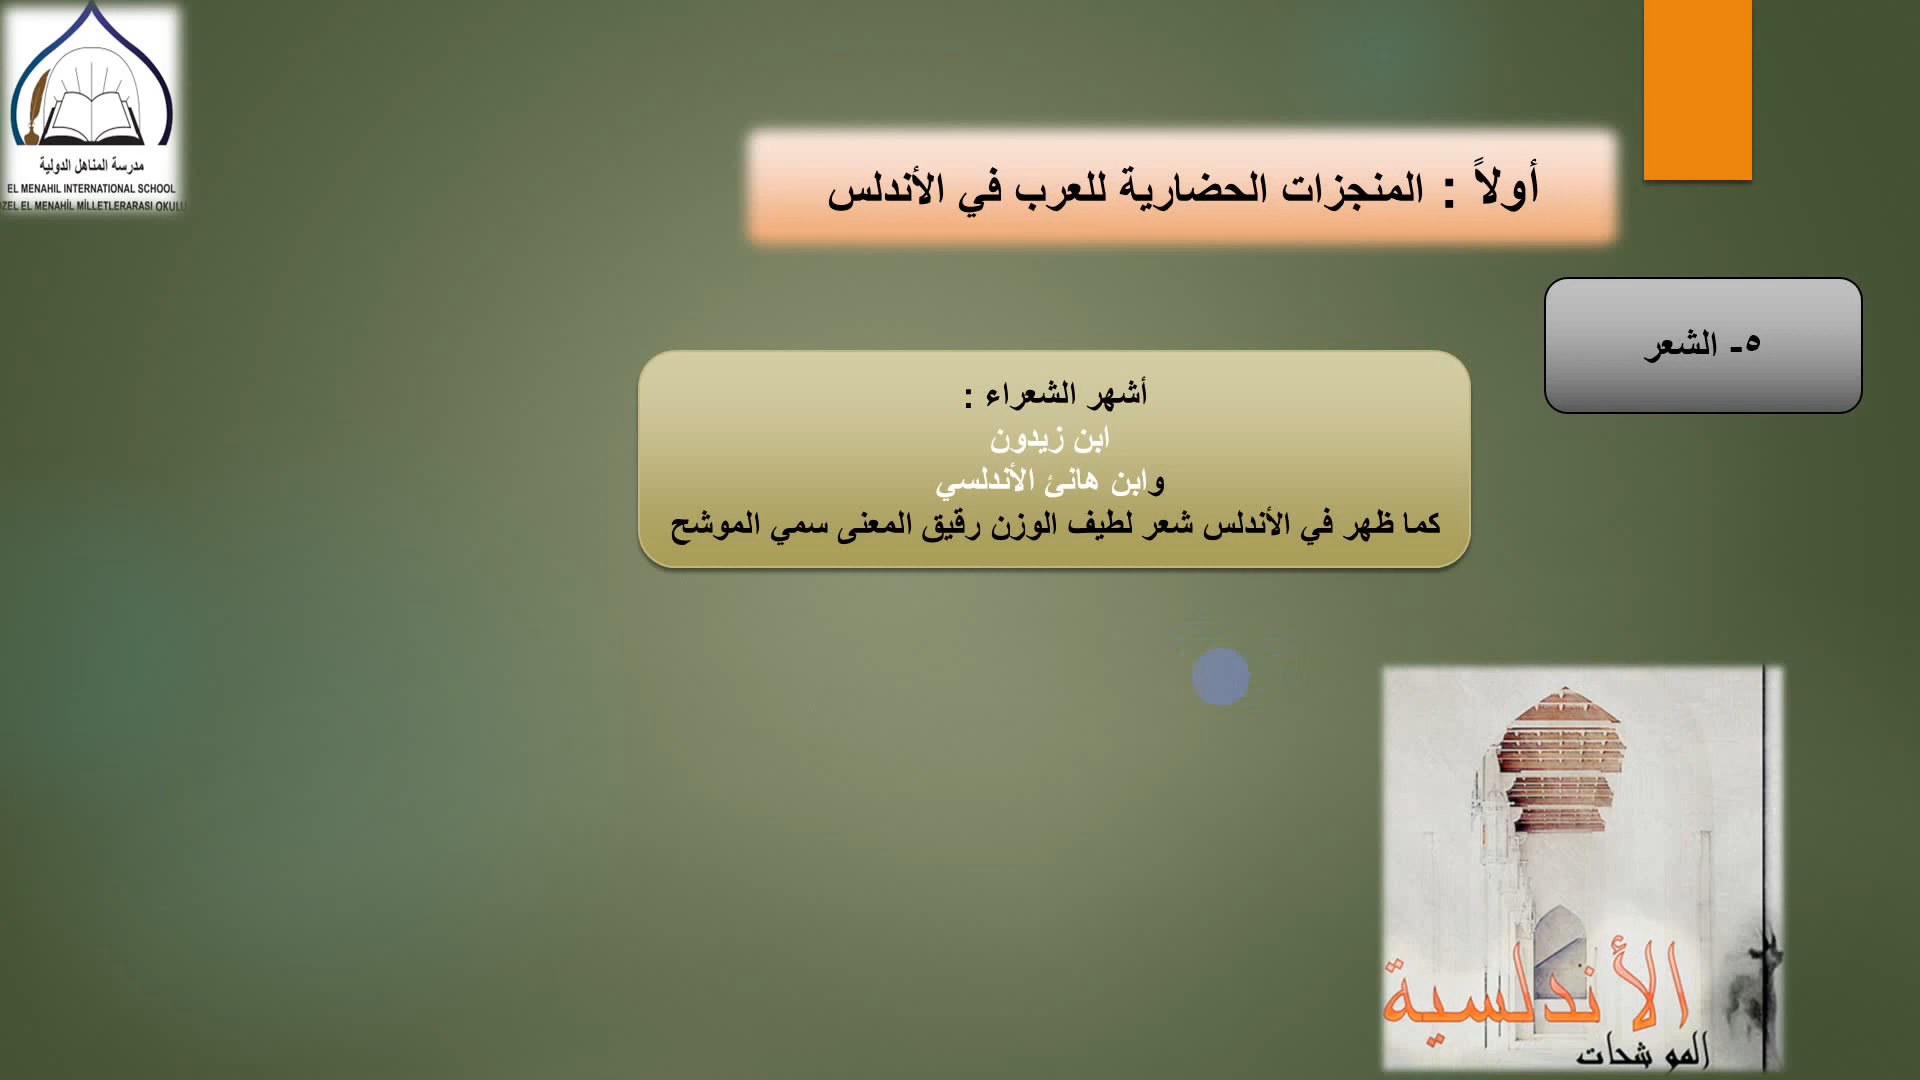 مدرسة المناهل الدولية
EL MENAHIL INTERNATIONAL SCHOOL
ÖZEL EL MENAHİL MİLLETLERARASI OKULU
أولاً : المنجزات الحضارية للعرب في الأندلس
٥- الشعر
أشهر الشعراء :
ابن زيدون
وابن هانئ الأندلسي
كما ظهر في الأندلس شعر لطيف الوزن رقيق المعنى سمي الموشح
الأندلسية
الموشحات